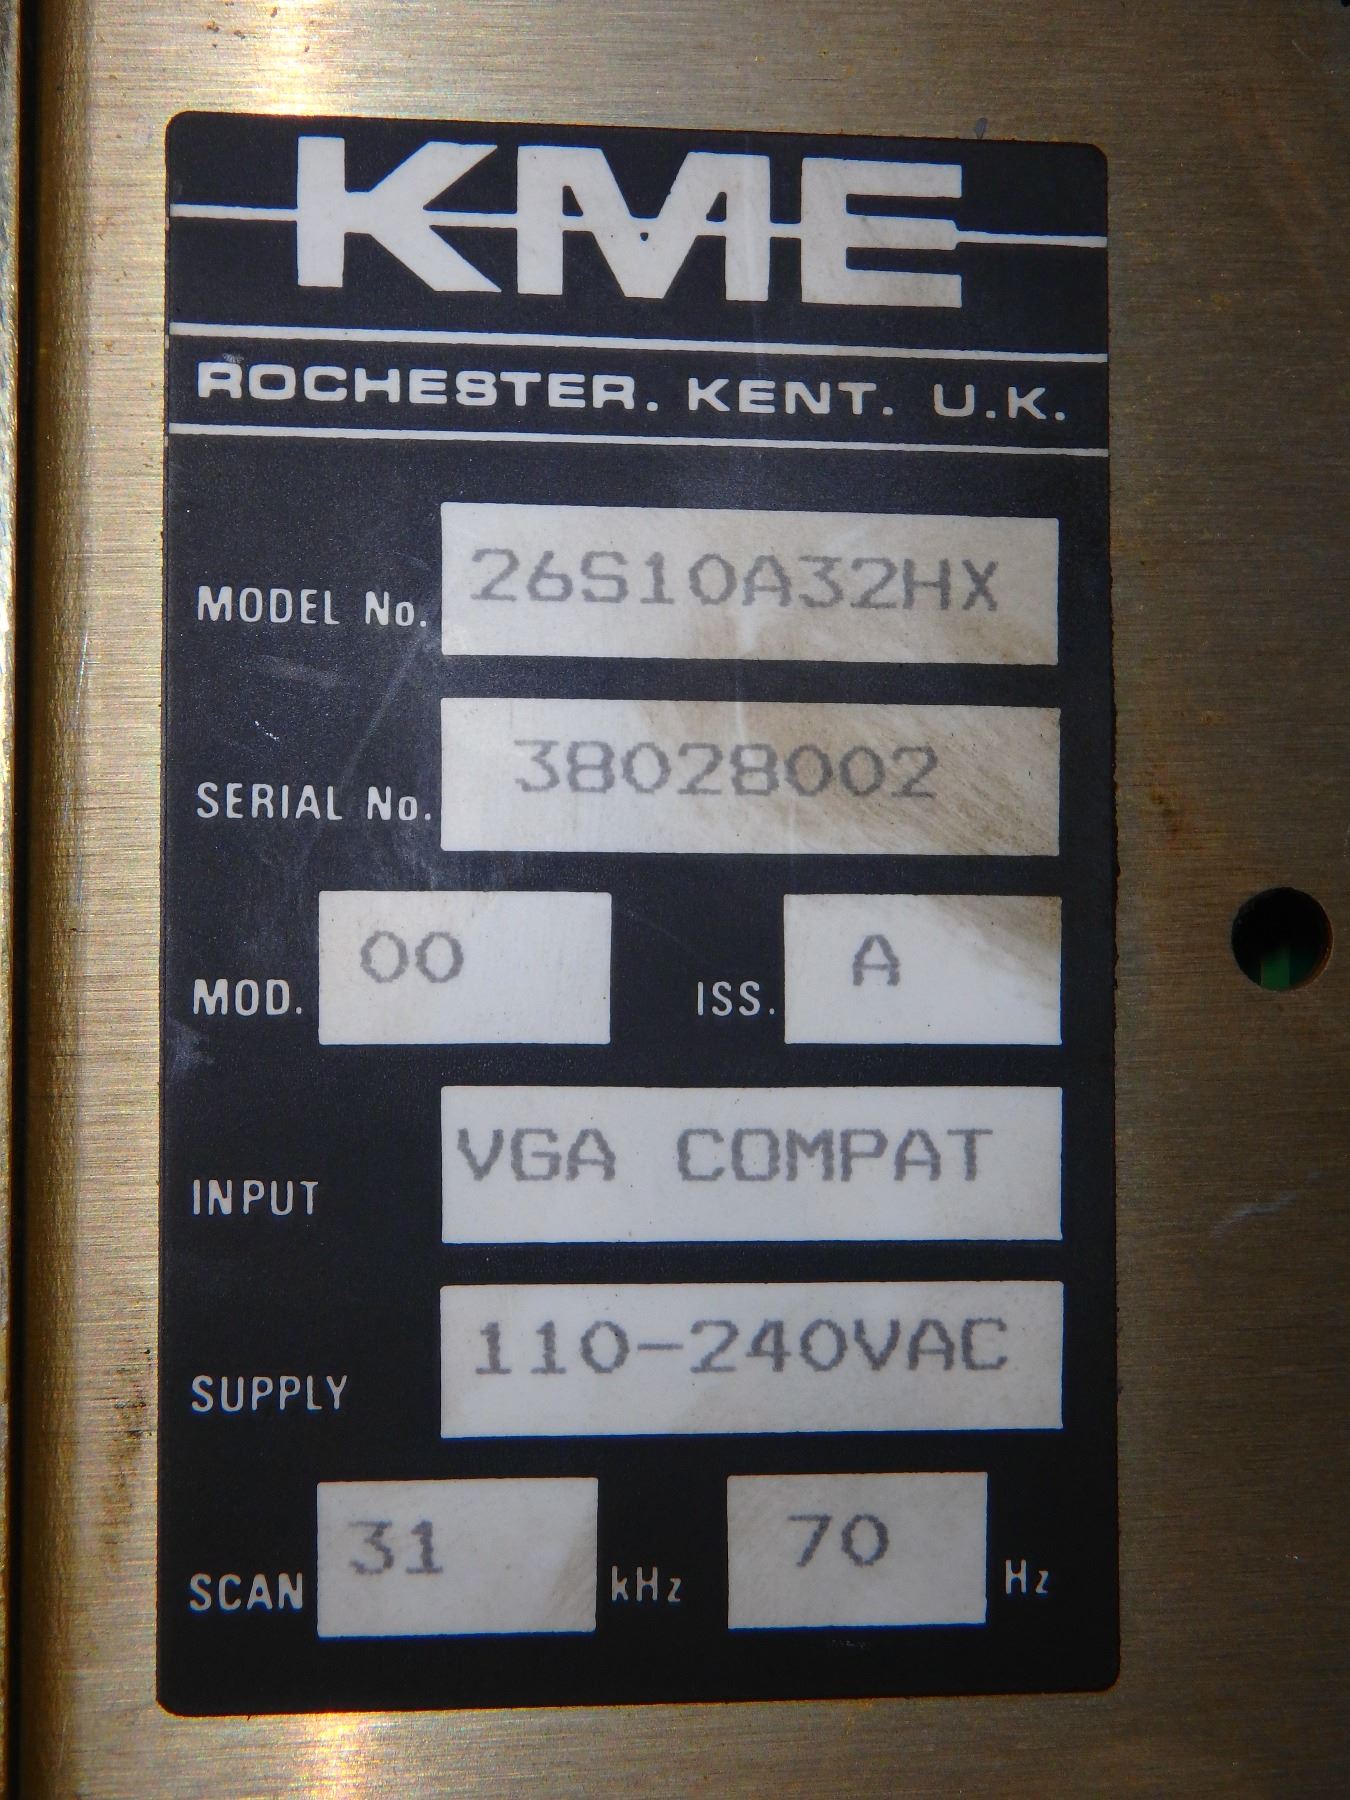 KME
ROCHESTER. KENT. U.K.
MODEL No. 26S10A32HX
SERIAL No. 38028002
MOD. 00 ISS. A
INPUT VGA COMPAT
SUPPLY 110-240VAC
SCAN 31 kHz 70 Hz